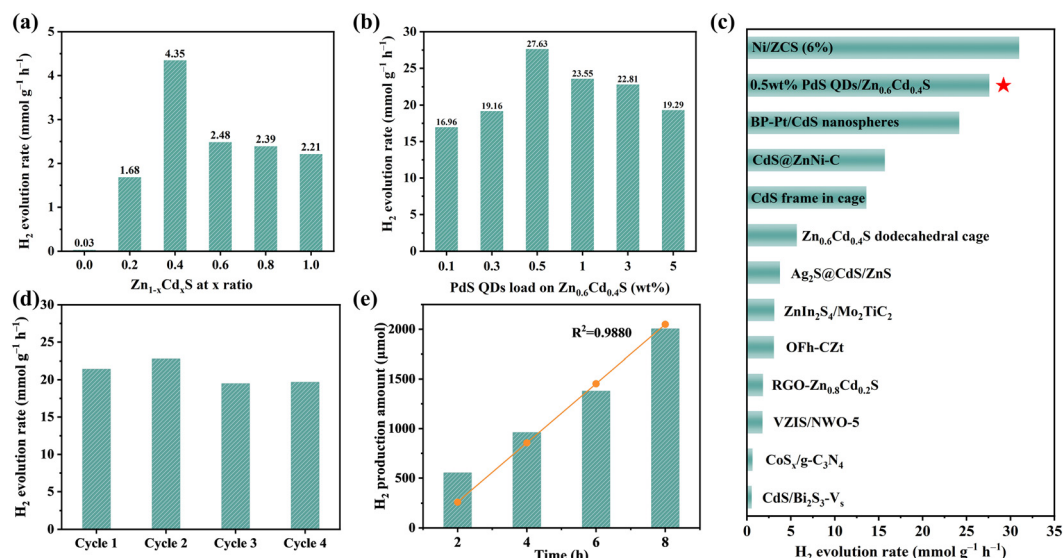 (a)
H₂ evolution rate (mmol g⁻¹ h⁻¹)
5
4
3
2
1
0
0.03
1.68
4.35
2.48
2.39
2.21
0.0 0.2 0.4 0.6 0.8 1.0
Zn₁₋ₓCdₓS at x ratio
(b)
H₂ evolution rate (mmol g⁻¹ h⁻¹)
30
25
20
15
10
5
0
16.96
19.16
27.63
23.55
22.81
19.29
0.1 0.3 0.5 1 3 5
PdS QDs load on Zn₀.₆Cd₀.₄S (wt%)
(c)
Ni/ZCS (6%)
0.5wt% PdS QDs/Zn₀.₆Cd₀.₄S
BP-Pt/CdS nanospheres
CdS@ZnNi-C
CdS frame in cage
Zn₀.₆Cd₀.₄S dodecahedral cage
Ag₂S@CdS/ZnS
ZnIn₂S₄/Mo₂TiC₂
OFh-CZt
RGO-Zn₀.₈Cd₀.₂S
VZIS/NWO-5
CoSₓ/g-C₃N₄
CdS/Bi₂S₃-Vₛ
0 5 10 15 20 25 30 35
H₂ evolution rate (mmol g⁻¹ h⁻¹)
(d)
H₂ evolution rate (mmol g⁻¹ h⁻¹)
30
25
20
15
10
5
0
Cycle 1 Cycle 2 Cycle 3 Cycle 4
(e)
H₂ production amount (μmol)
2000
1500
1000
500
0
R²=0.9880
2 4 6 8
Time (h)